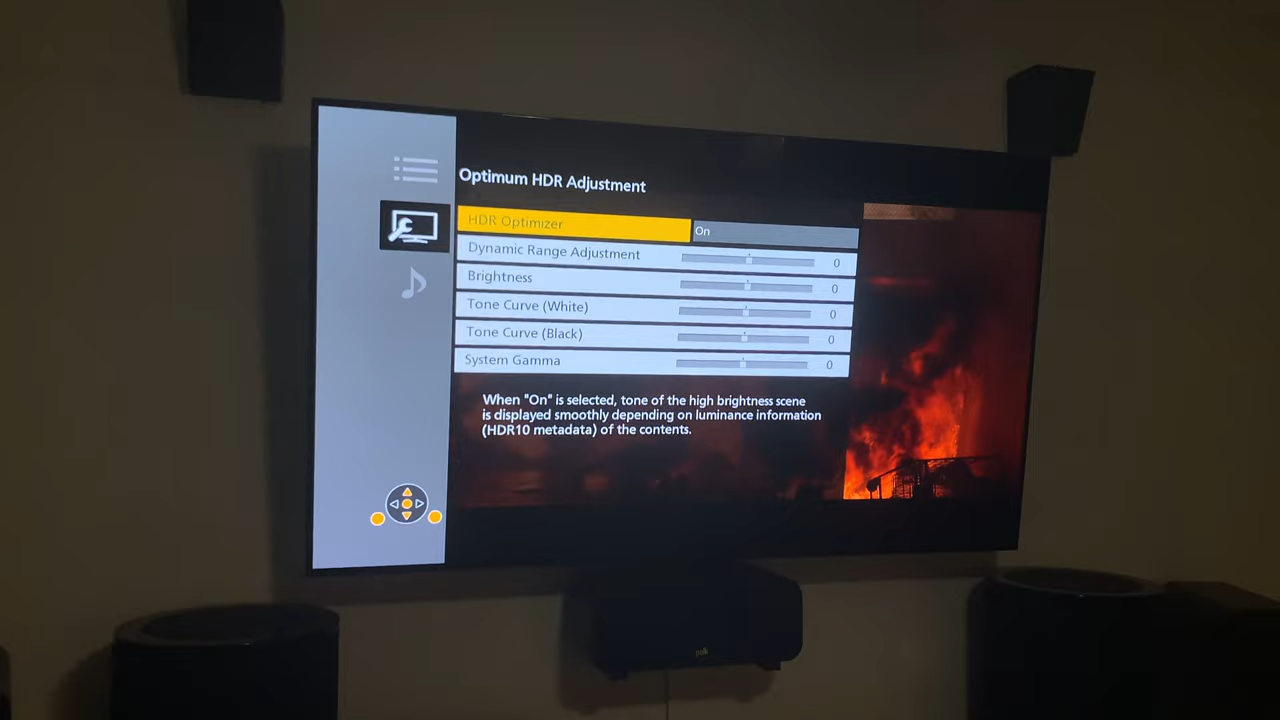 Optimum HDR Adjustment
HDR Optimizer On
Dynamic Range Adjustment 0
Brightness 0
Tone Curve (White) 0
Tone Curve (Black) 0
System Gamma 0
When "On" is selected, tone of the high brightness scene
is displayed smoothly depending on luminance information
(HDR10 metadata) of the contents.
polk